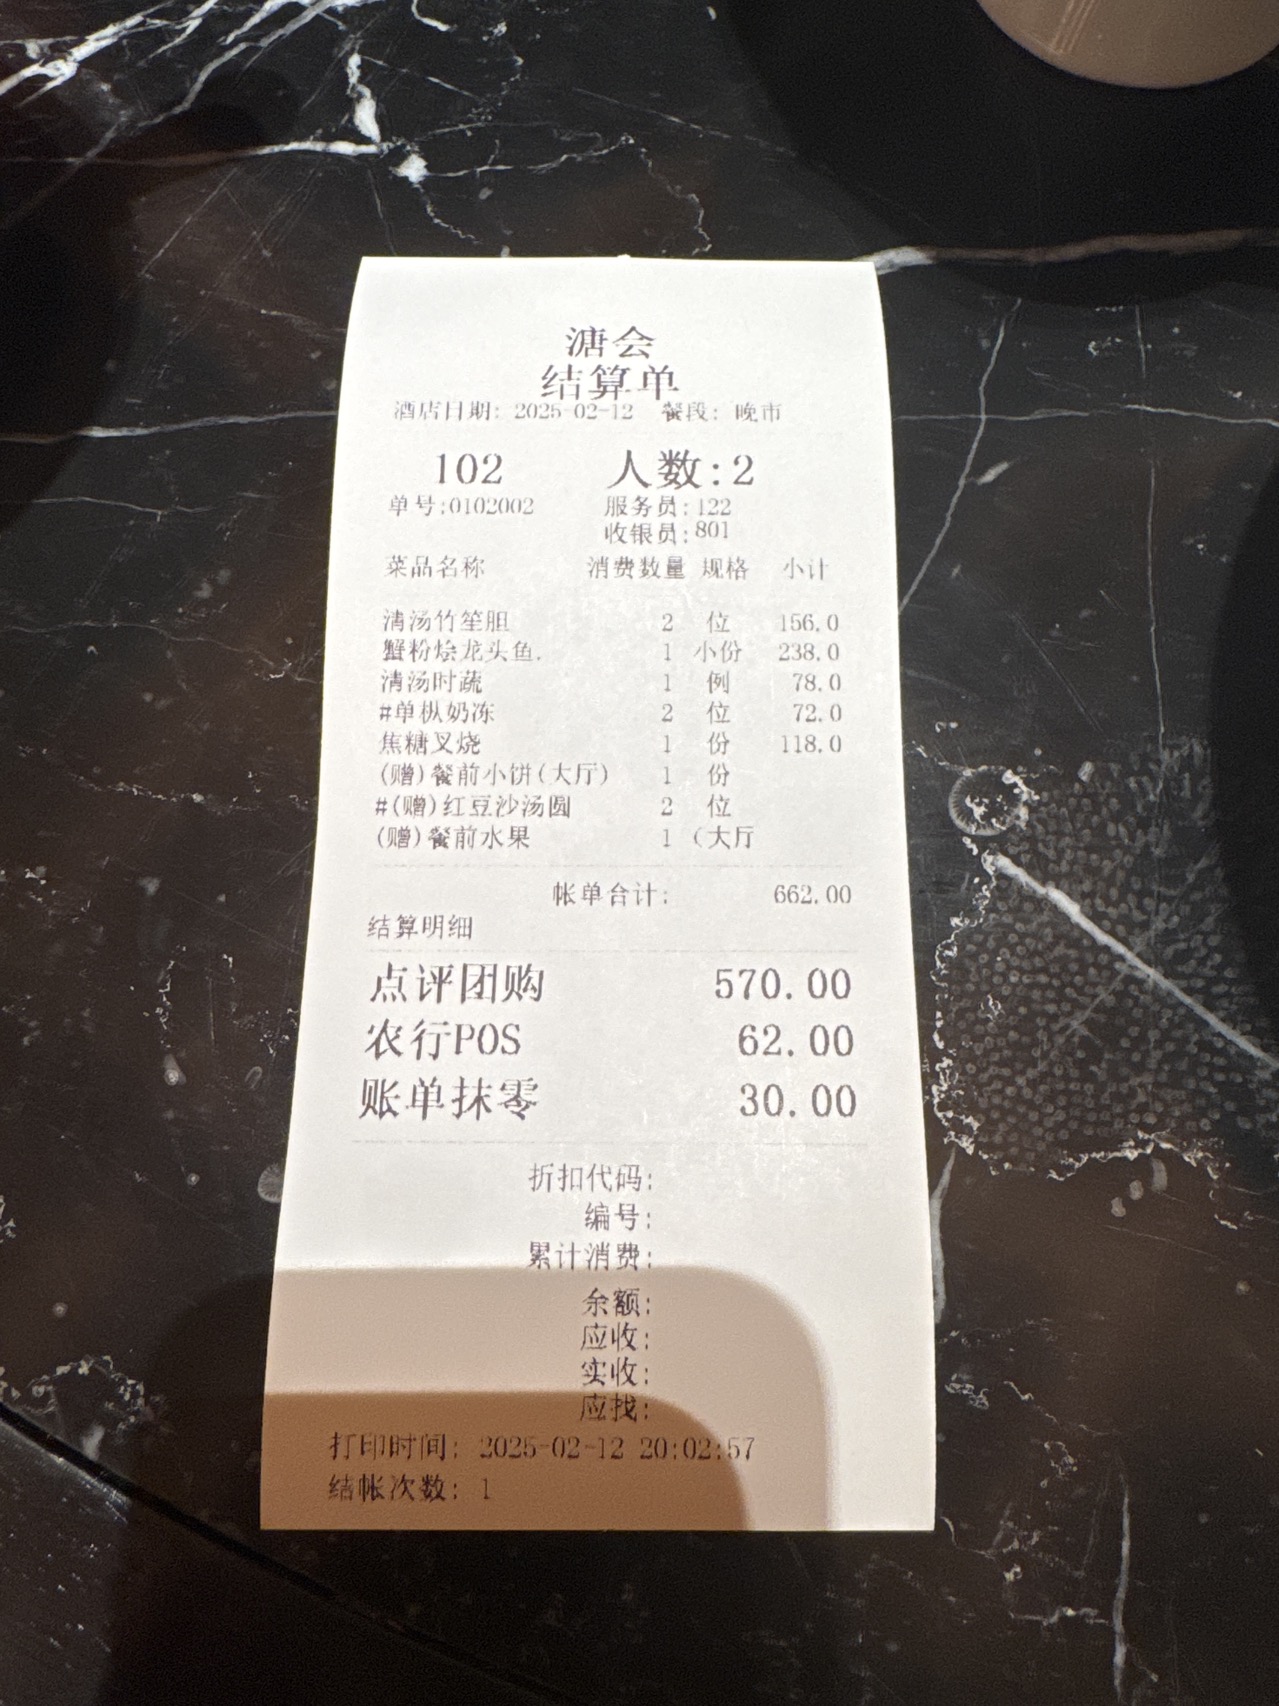 溏会
结算单
酒店日期: 2025-02-12 餐段: 晚市
102 人数:2
单号:0102002 服务员:122
收银员:801
菜品名称 消费数量 规格 小计
清汤竹笙胆 2 位 156.0
蟹粉烩龙头鱼. 1 小份 238.0
清汤时蔬 1 例 78.0
#单枞奶冻 2 位 72.0
焦糖叉烧 1 份 118.0
(赠)餐前小饼(大厅) 1 份
#(赠)红豆沙汤圆 2 位
(赠)餐前水果 1 (大厅
帐单合计: 662.00
结算明细
点评团购 570.00
农行POS 62.00
账单抹零 30.00
折扣代码:
编号:
累计消费:
余额:
应收:
实收:
应找:
打印时间: 2025-02-12 20:02:57
结帐次数: 1